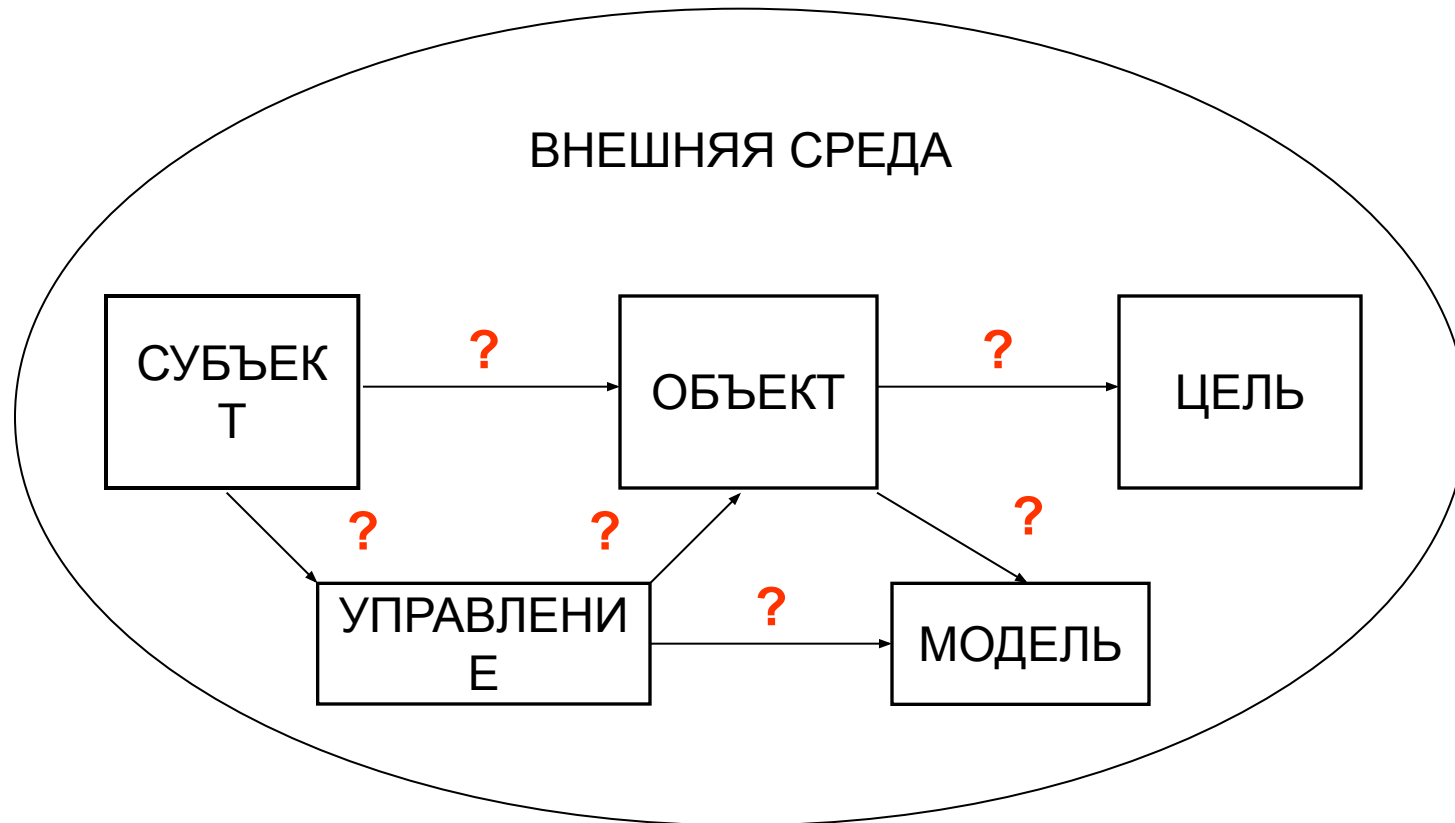 ВНЕШНЯЯ СРЕДА
?
?
СУБЪЕК
Т
ОБЪЕКТ
ЦЕЛЬ
?
?
?
?
УПРАВЛЕНИ
Е
МОДЕЛЬ